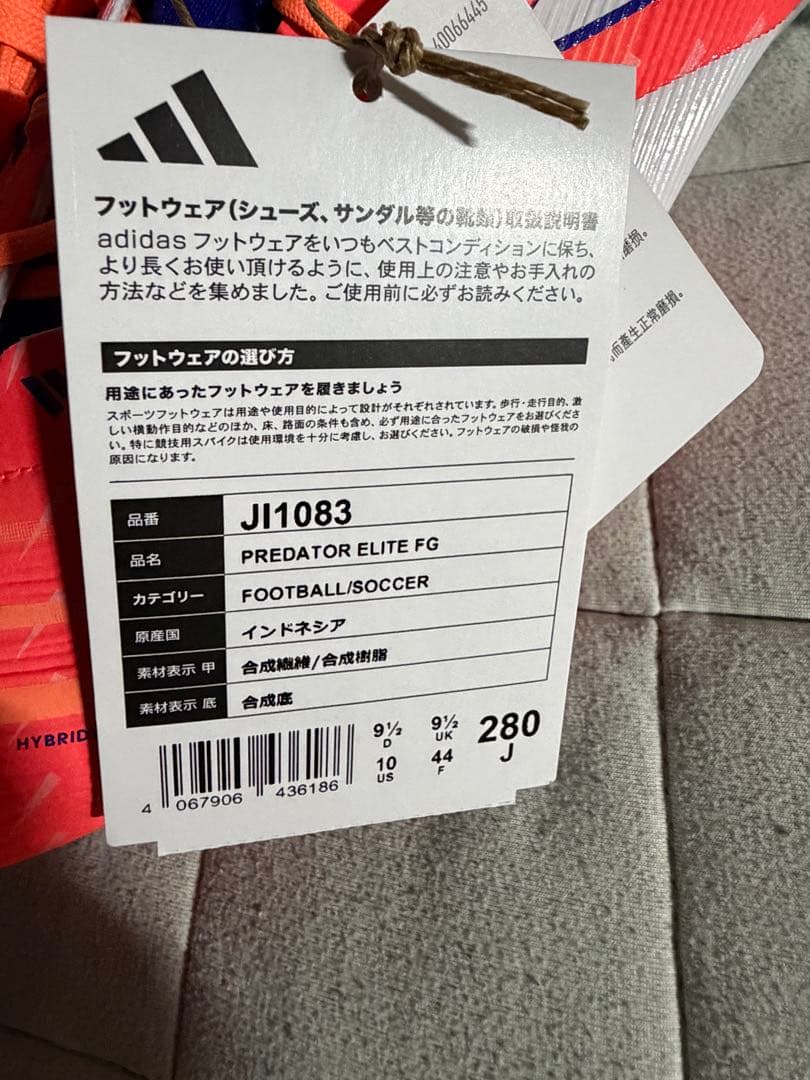 40066445
フットウェア(シューズ、サンダル等の靴類)取扱説明書
adidas フットウェアをいつもベストコンディションに保ち、
より長くお使い頂けるように、使用上の注意やお手入れの
方法などを集めました。ご使用前に必ずお読みください。
磨損。
而產生正常磨損。
フットウェアの選び方
用途にあったフットウェアを履きましょう
スポーツフットウェアは用途や使用目的によって設計がそれぞれされています。歩行・走行目的、激
しい横動作目的などのほか、床、路面の条件も含め、必ず用途に合ったフットウェアをお選びくださ
い。特に競技用スパイクは使用環境を十分に考慮し、お選びください。フットウェアの破損や怪我の
原因になります。
品番 JI1083
品名 PREDATOR ELITE FG
カテゴリー FOOTBALL/SOCCER
原産国 インドネシア
素材表示 甲 合成繊維/合成樹脂
素材表示 底 合成底
HYBRID
9½ 9½ 280
D UK J
10 44
US F
4 067906 436186